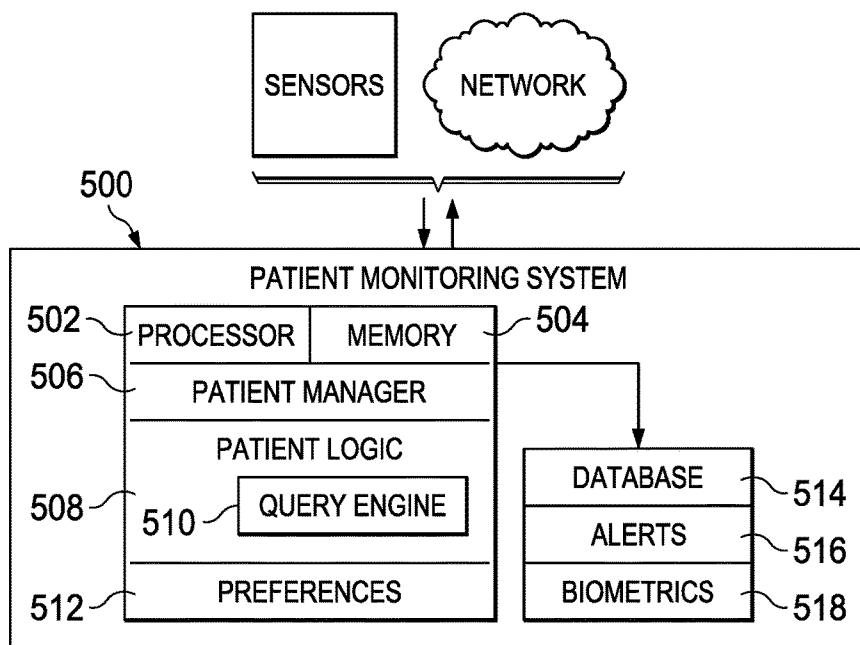 SENSORS
NETWORK
500
PATIENT MONITORING SYSTEM
502
PROCESSOR
MEMORY
504
506
PATIENT MANAGER
PATIENT LOGIC
508
510
QUERY ENGINE
512
PREFERENCES
DATABASE
514
ALERTS
516
BIOMETRICS
518